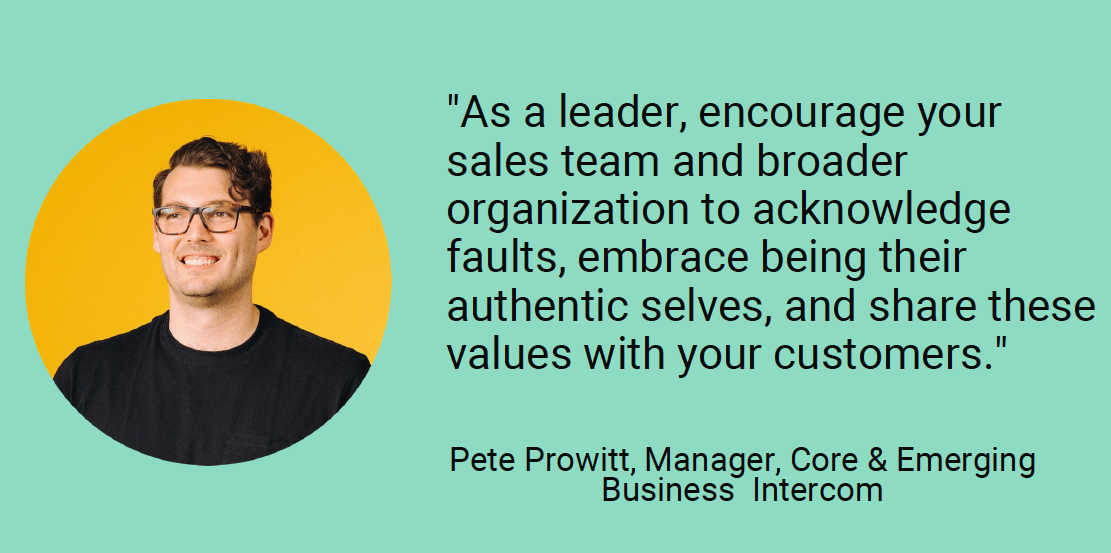 "As a leader, encourage your
sales team and broader
organization to acknowledge
faults, embrace being their
authentic selves, and share these
values with your customers."
Pete Prowitt, Manager, Core & Emerging
Business  Intercom